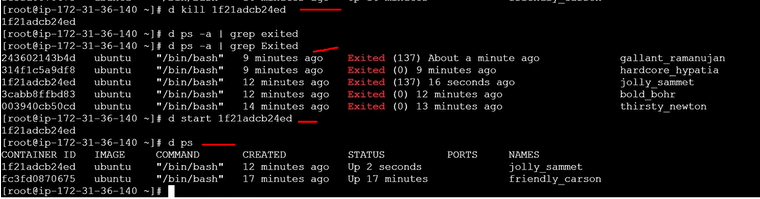 [root@ip-172-31-36-140 ~]# d kill 1f21adcb24ed
1f21adcb24ed
[root@ip-172-31-36-140 ~]# d ps -a | grep exited
[root@ip-172-31-36-140 ~]# d ps -a | grep Exited
243602143b4d ubuntu "/bin/bash" 9 minutes ago Exited (137) About a minute ago gallant_ramanujan
314f1c5a9df8 ubuntu "/bin/bash" 9 minutes ago Exited (0) 9 minutes ago hardcore_hypatia
1f21adcb24ed ubuntu "/bin/bash" 12 minutes ago Exited (137) 16 seconds ago jolly_sammet
3cabb8ffbd83 ubuntu "/bin/bash" 12 minutes ago Exited (0) 12 minutes ago bold_bohr
003940cb50cd ubuntu "/bin/bash" 14 minutes ago Exited (0) 13 minutes ago thirsty_newton
[root@ip-172-31-36-140 ~]# d start 1f21adcb24ed
1f21adcb24ed
[root@ip-172-31-36-140 ~]# d ps
CONTAINER ID IMAGE COMMAND CREATED STATUS PORTS NAMES
1f21adcb24ed ubuntu "/bin/bash" 12 minutes ago Up 2 seconds jolly_sammet
fc3fd0870675 ubuntu "/bin/bash" 17 minutes ago Up 17 minutes friendly_carson
[root@ip-172-31-36-140 ~]#